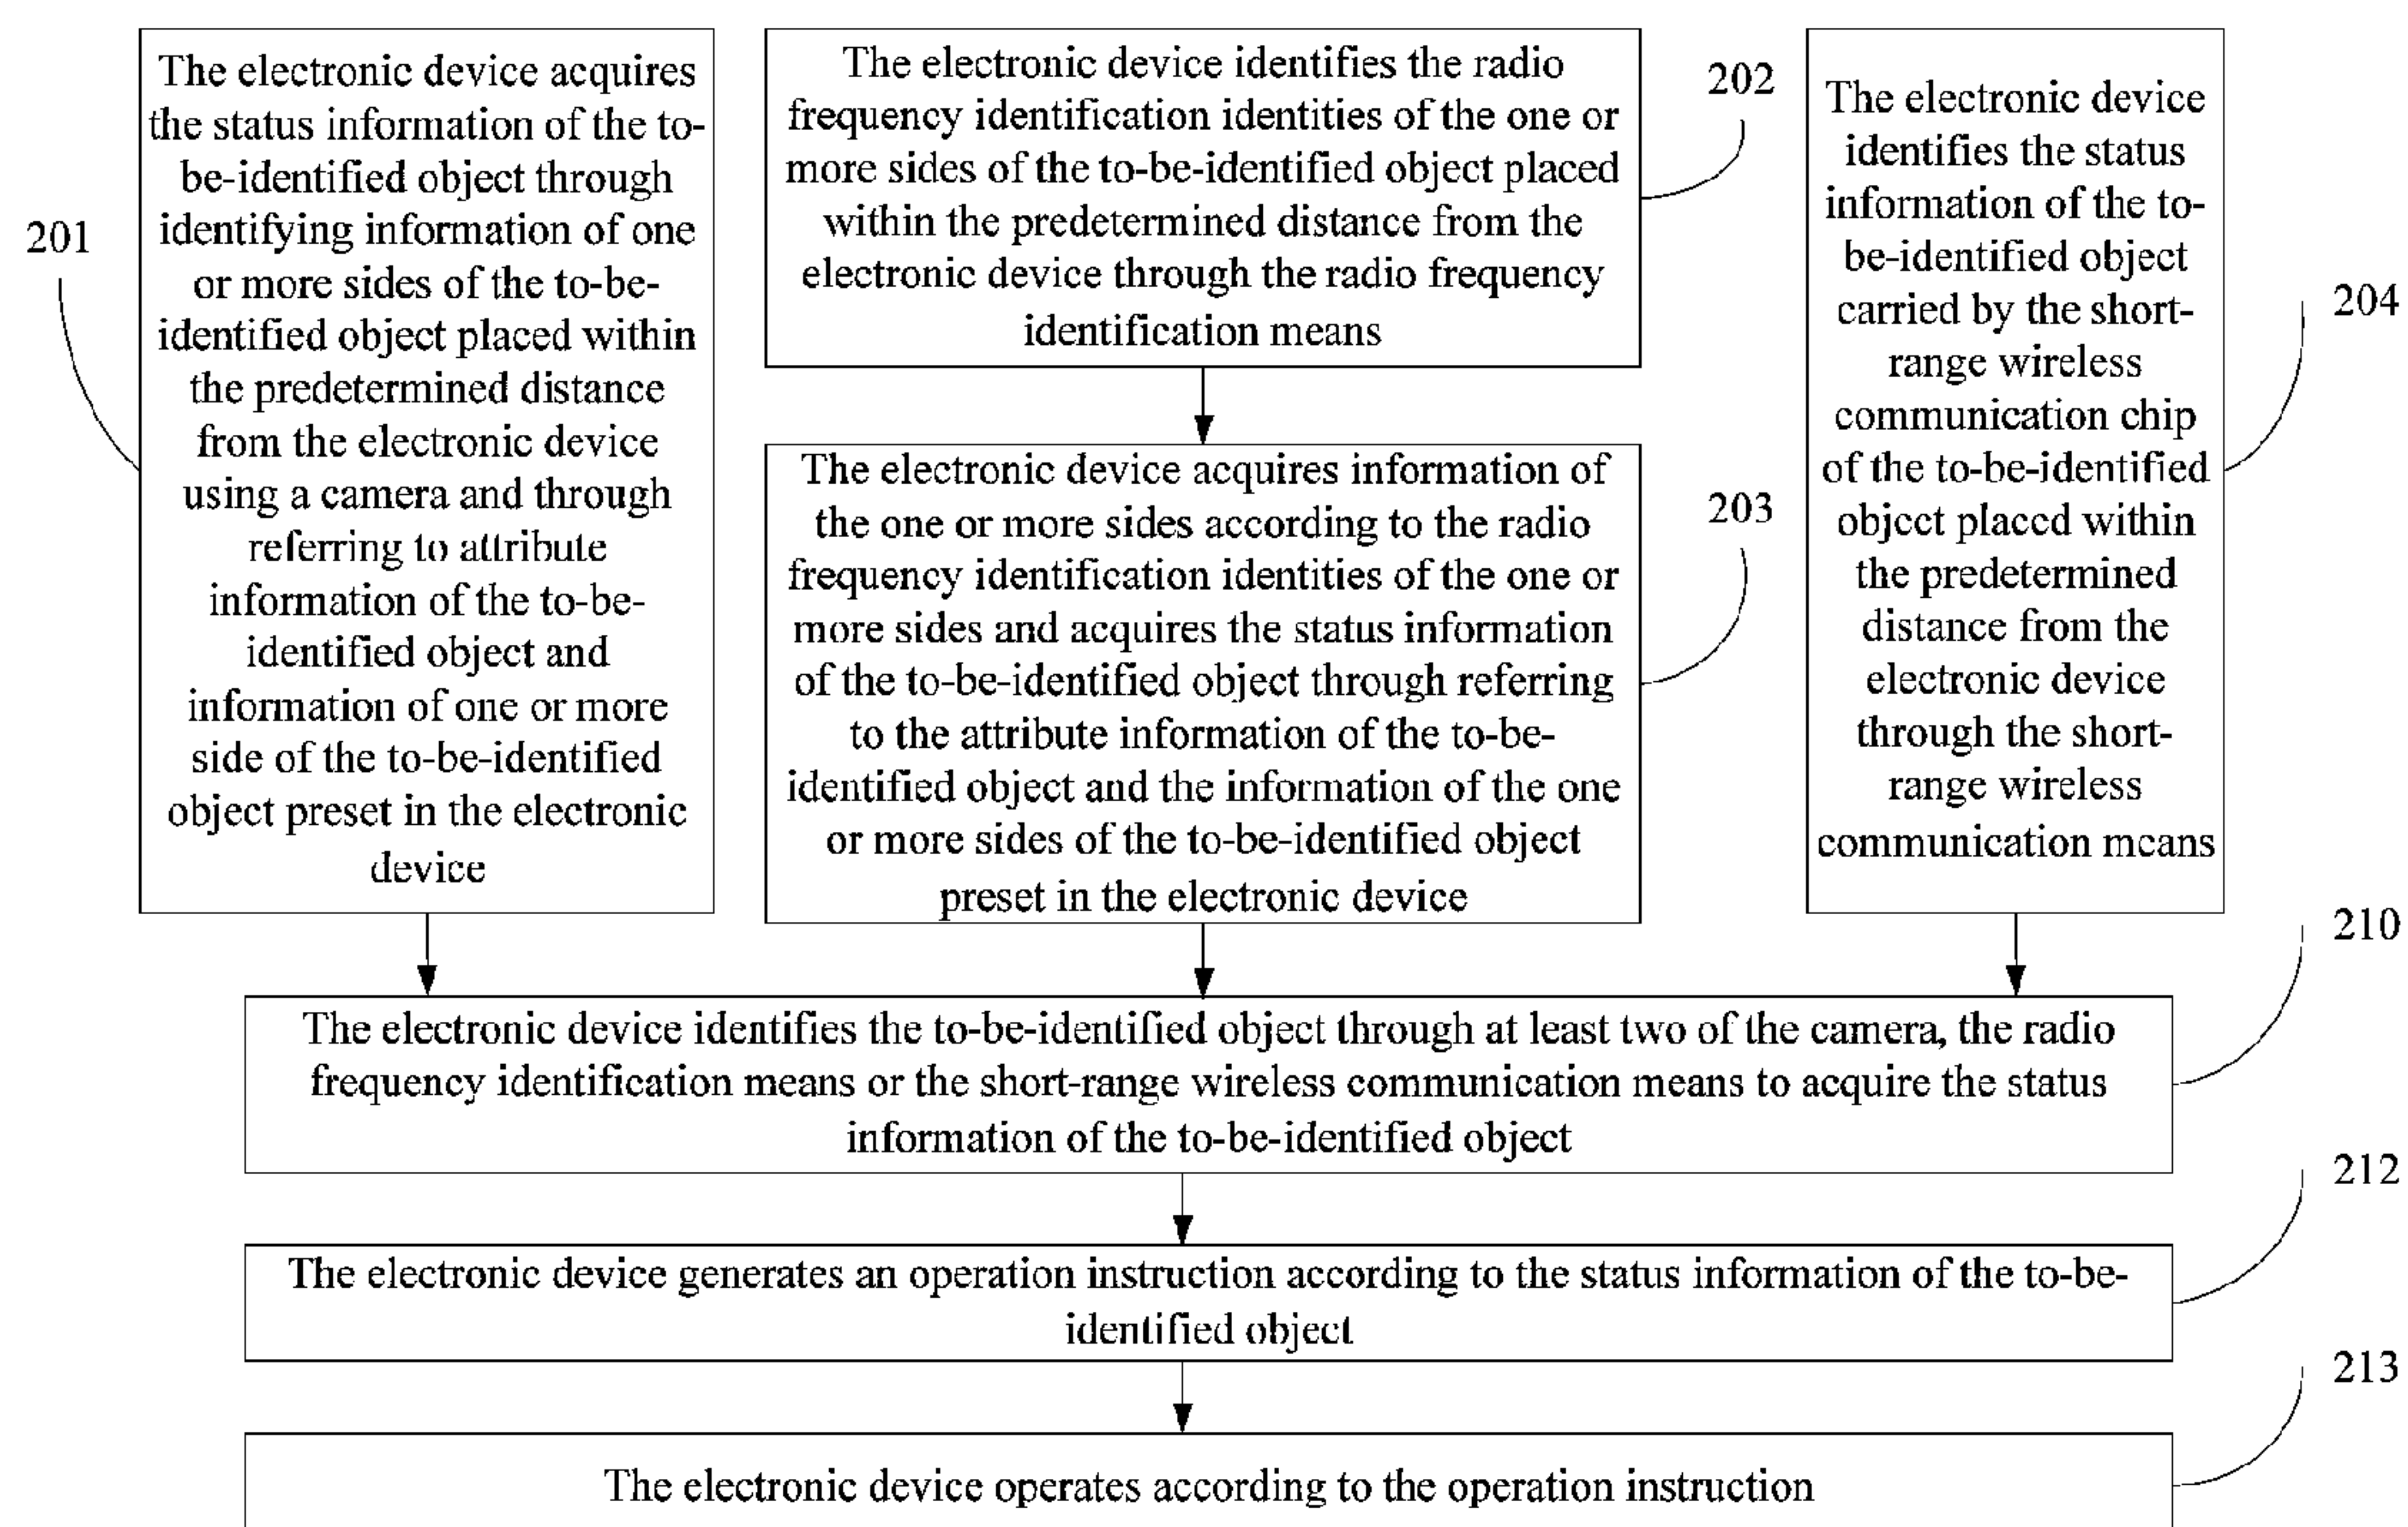 201
The electronic device acquires
the status information of the to-
be-identified object through
identifying information of one
or more sides of the to-be-
identified object placed within
the predetermined distance
from the electronic device
using a camera and through
referring to attribute
information of the to-be-
identified object and
information of one or more
side of the to-be-identified
object preset in the electronic
device
The electronic device identifies the radio
frequency identification identities of the one or
more sides of the to-be-identified object placed
within the predetermined distance from the
electronic device through the radio frequency
identification means
202
The electronic device acquires information of
the one or more sides according to the radio
frequency identification identities of the one or
more sides and acquires the status information
of the to-be-identified object through referring
to the attribute information of the to-be-
identified object and the information of the one
or more sides of the to-be-identified object
preset in the electronic device
203
The electronic device
identifies the status
information of the to-
be-identified object
carried by the short-
range wireless
communication chip
of the to-be-identified
object placed within
the predetermined
distance from the
electronic device
through the short-
range wireless
communication means
204
The electronic device identifies the to-be-identified object through at least two of the camera, the radio
frequency identification means or the short-range wireless communication means to acquire the status
information of the to-be-identified object
210
The electronic device generates an operation instruction according to the status information of the to-be-
identified object
212
The electronic device operates according to the operation instruction
213